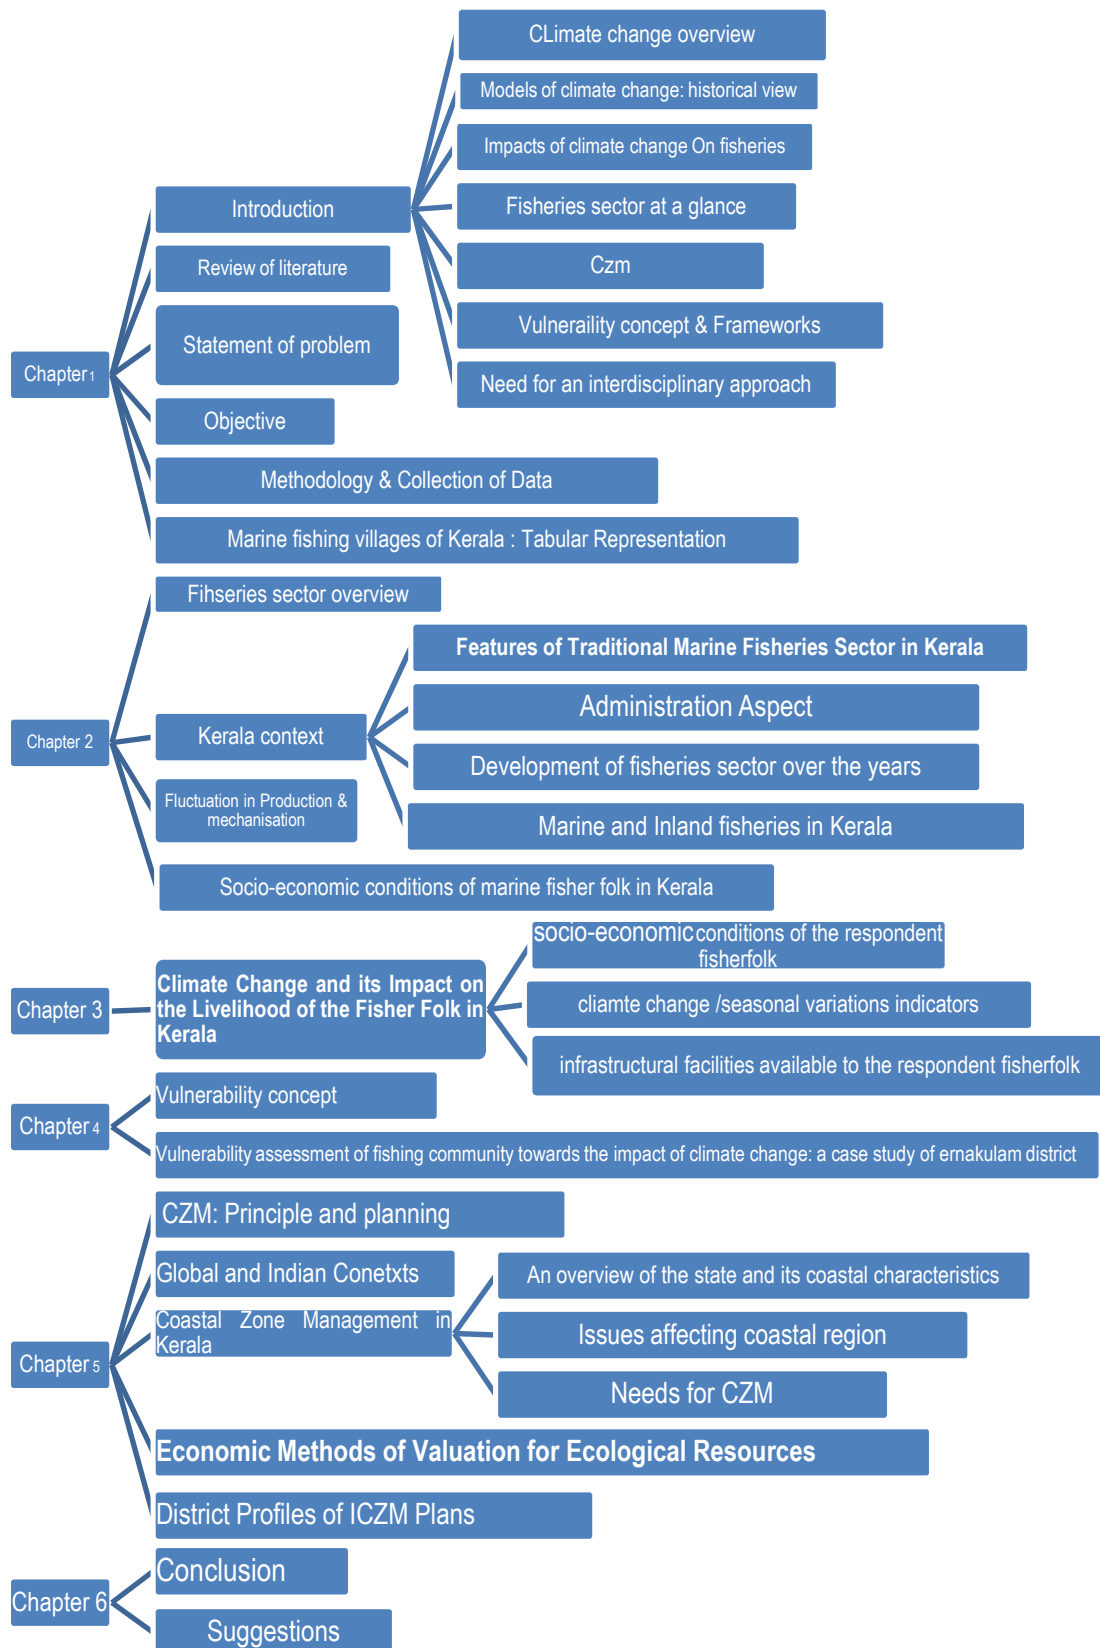 CLimate change overview
Models of climate change: historical view
Impacts of climate change On fisheries
Introduction
Fisheries sector at a glance
Review of literature
Czm
Statement of problem
Vulneraility concept & Frameworks
Chapter 1
Need for an interdisciplinary approach
Objective
Methodology & Collection of Data
Marine fishing villages of Kerala : Tabular Representation
Fihseries sector overview
Features of Traditional Marine Fisheries Sector in Kerala
Administration Aspect
Chapter 2
Kerala context
Development of fisheries sector over the years
Fluctuation in Production &
mechanisation
Marine and Inland fisheries in Kerala
Socio-economic conditions of marine fisher folk in Kerala
socio-economic conditions of the respondent
fisherfolk
Chapter 3
Climate Change and its Impact on
the Livelihood of the Fisher Folk in
Kerala
cliamte change /seasonal variations indicators
infrastructural facilities available to the respondent fisherfolk
Vulnerability concept
Chapter 4
Vulnerability assessment of fishing community towards the impact of climate change: a case study of ernakulam district
CZM: Principle and planning
Global and Indian Conetxts
An overview of the state and its coastal characteristics
Coastal Zone Management in
Kerala
Issues affecting coastal region
Chapter 5
Needs for CZM
Economic Methods of Valuation for Ecological Resources
District Profiles of ICZM Plans
Conclusion
Chapter 6
Suggestions